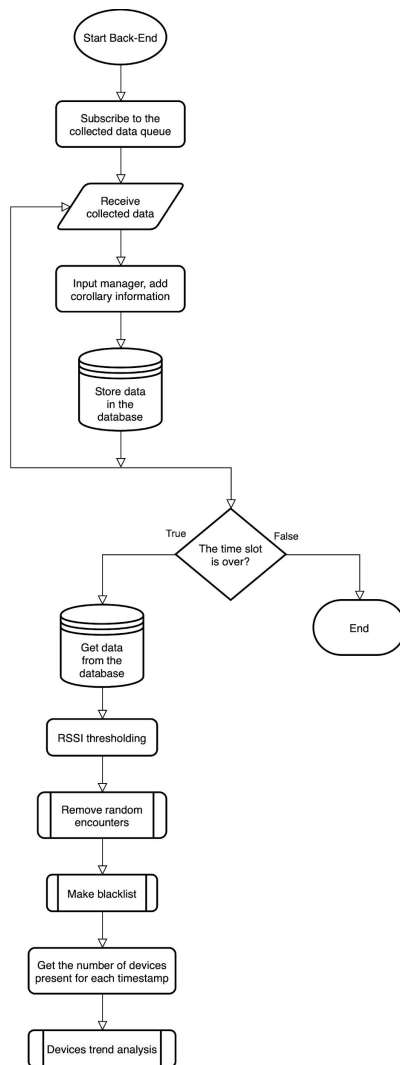 Start Back-End
Subscribe to the
collected data queue
Receive
collected data
Input manager, add
corollary information
Store data
in the
database
True
False
The time slot
is over?
Get data
from the
database
End
RSSI thresholding
Remove random
encounters
Make blacklist
Get the number of devices
present for each timestamp
Devices trend analysis